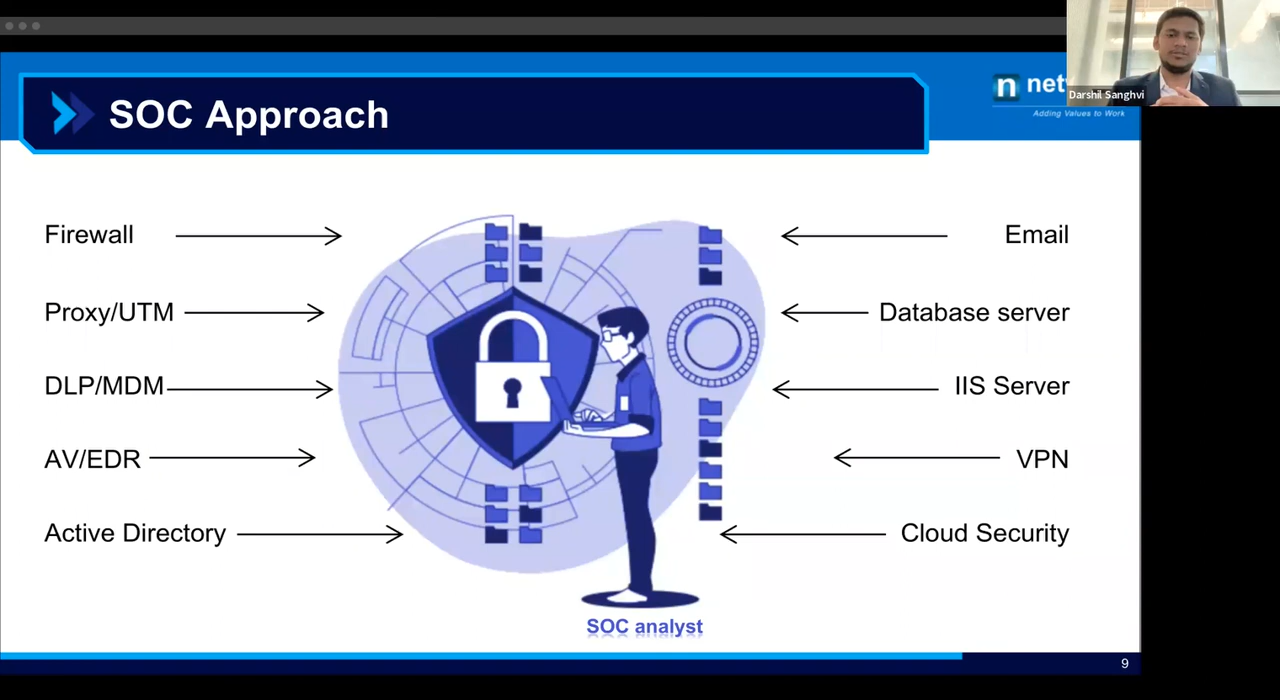 SOC Approach
n
Darshil Sanghvi
Adding Values to Work
Firewall
Email
Proxy/UTM
Database server
DLP/MDM
IIS Server
AV/EDR
VPN
Active Directory
Cloud Security
SOC analyst
9